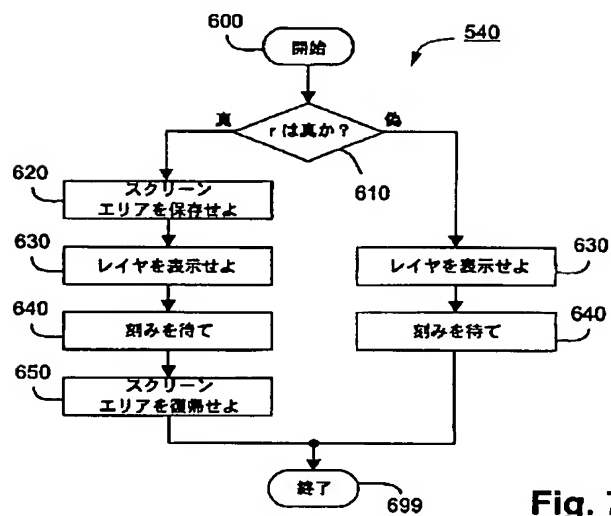 600
開始
540
真
rは真か?
偽
610
620
スクリーン
エリアを保存せよ
630
レイヤを表示せよ
レイヤを表示せよ
630
640
刻みを待て
刻みを待て
640
650
スクリーン
エリアを復帰せよ
終了
699
Fig. 7